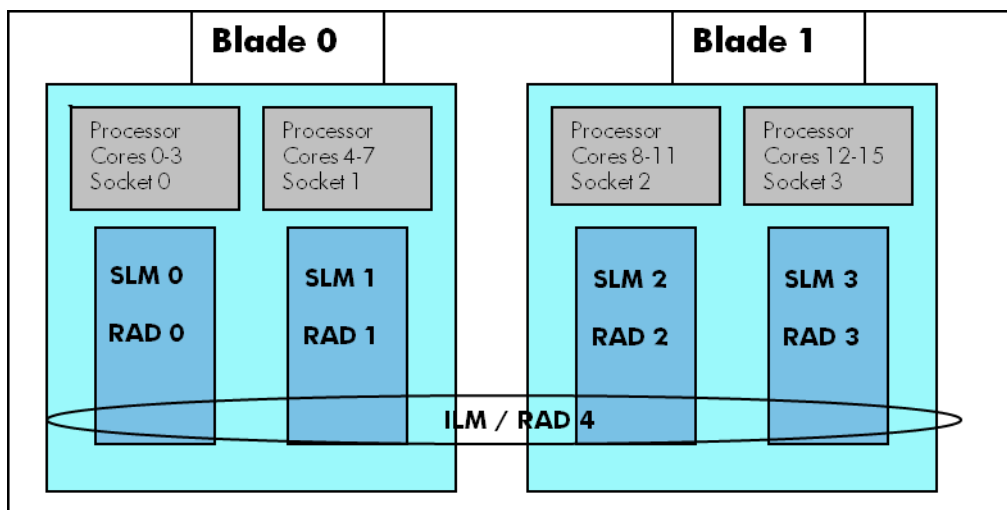 Blade 0
Blade 1
Processor
Cores 0-3
Socket 0
Processor
Cores 4-7
Socket 1
Processor
Cores 8-11
Socket 2
Processor
Cores 12-15
Socket 3
SLM 0
RAD 0
SLM 1
RAD 1
SLM 2
RAD 2
SLM 3
RAD 3
ILM / RAD 4